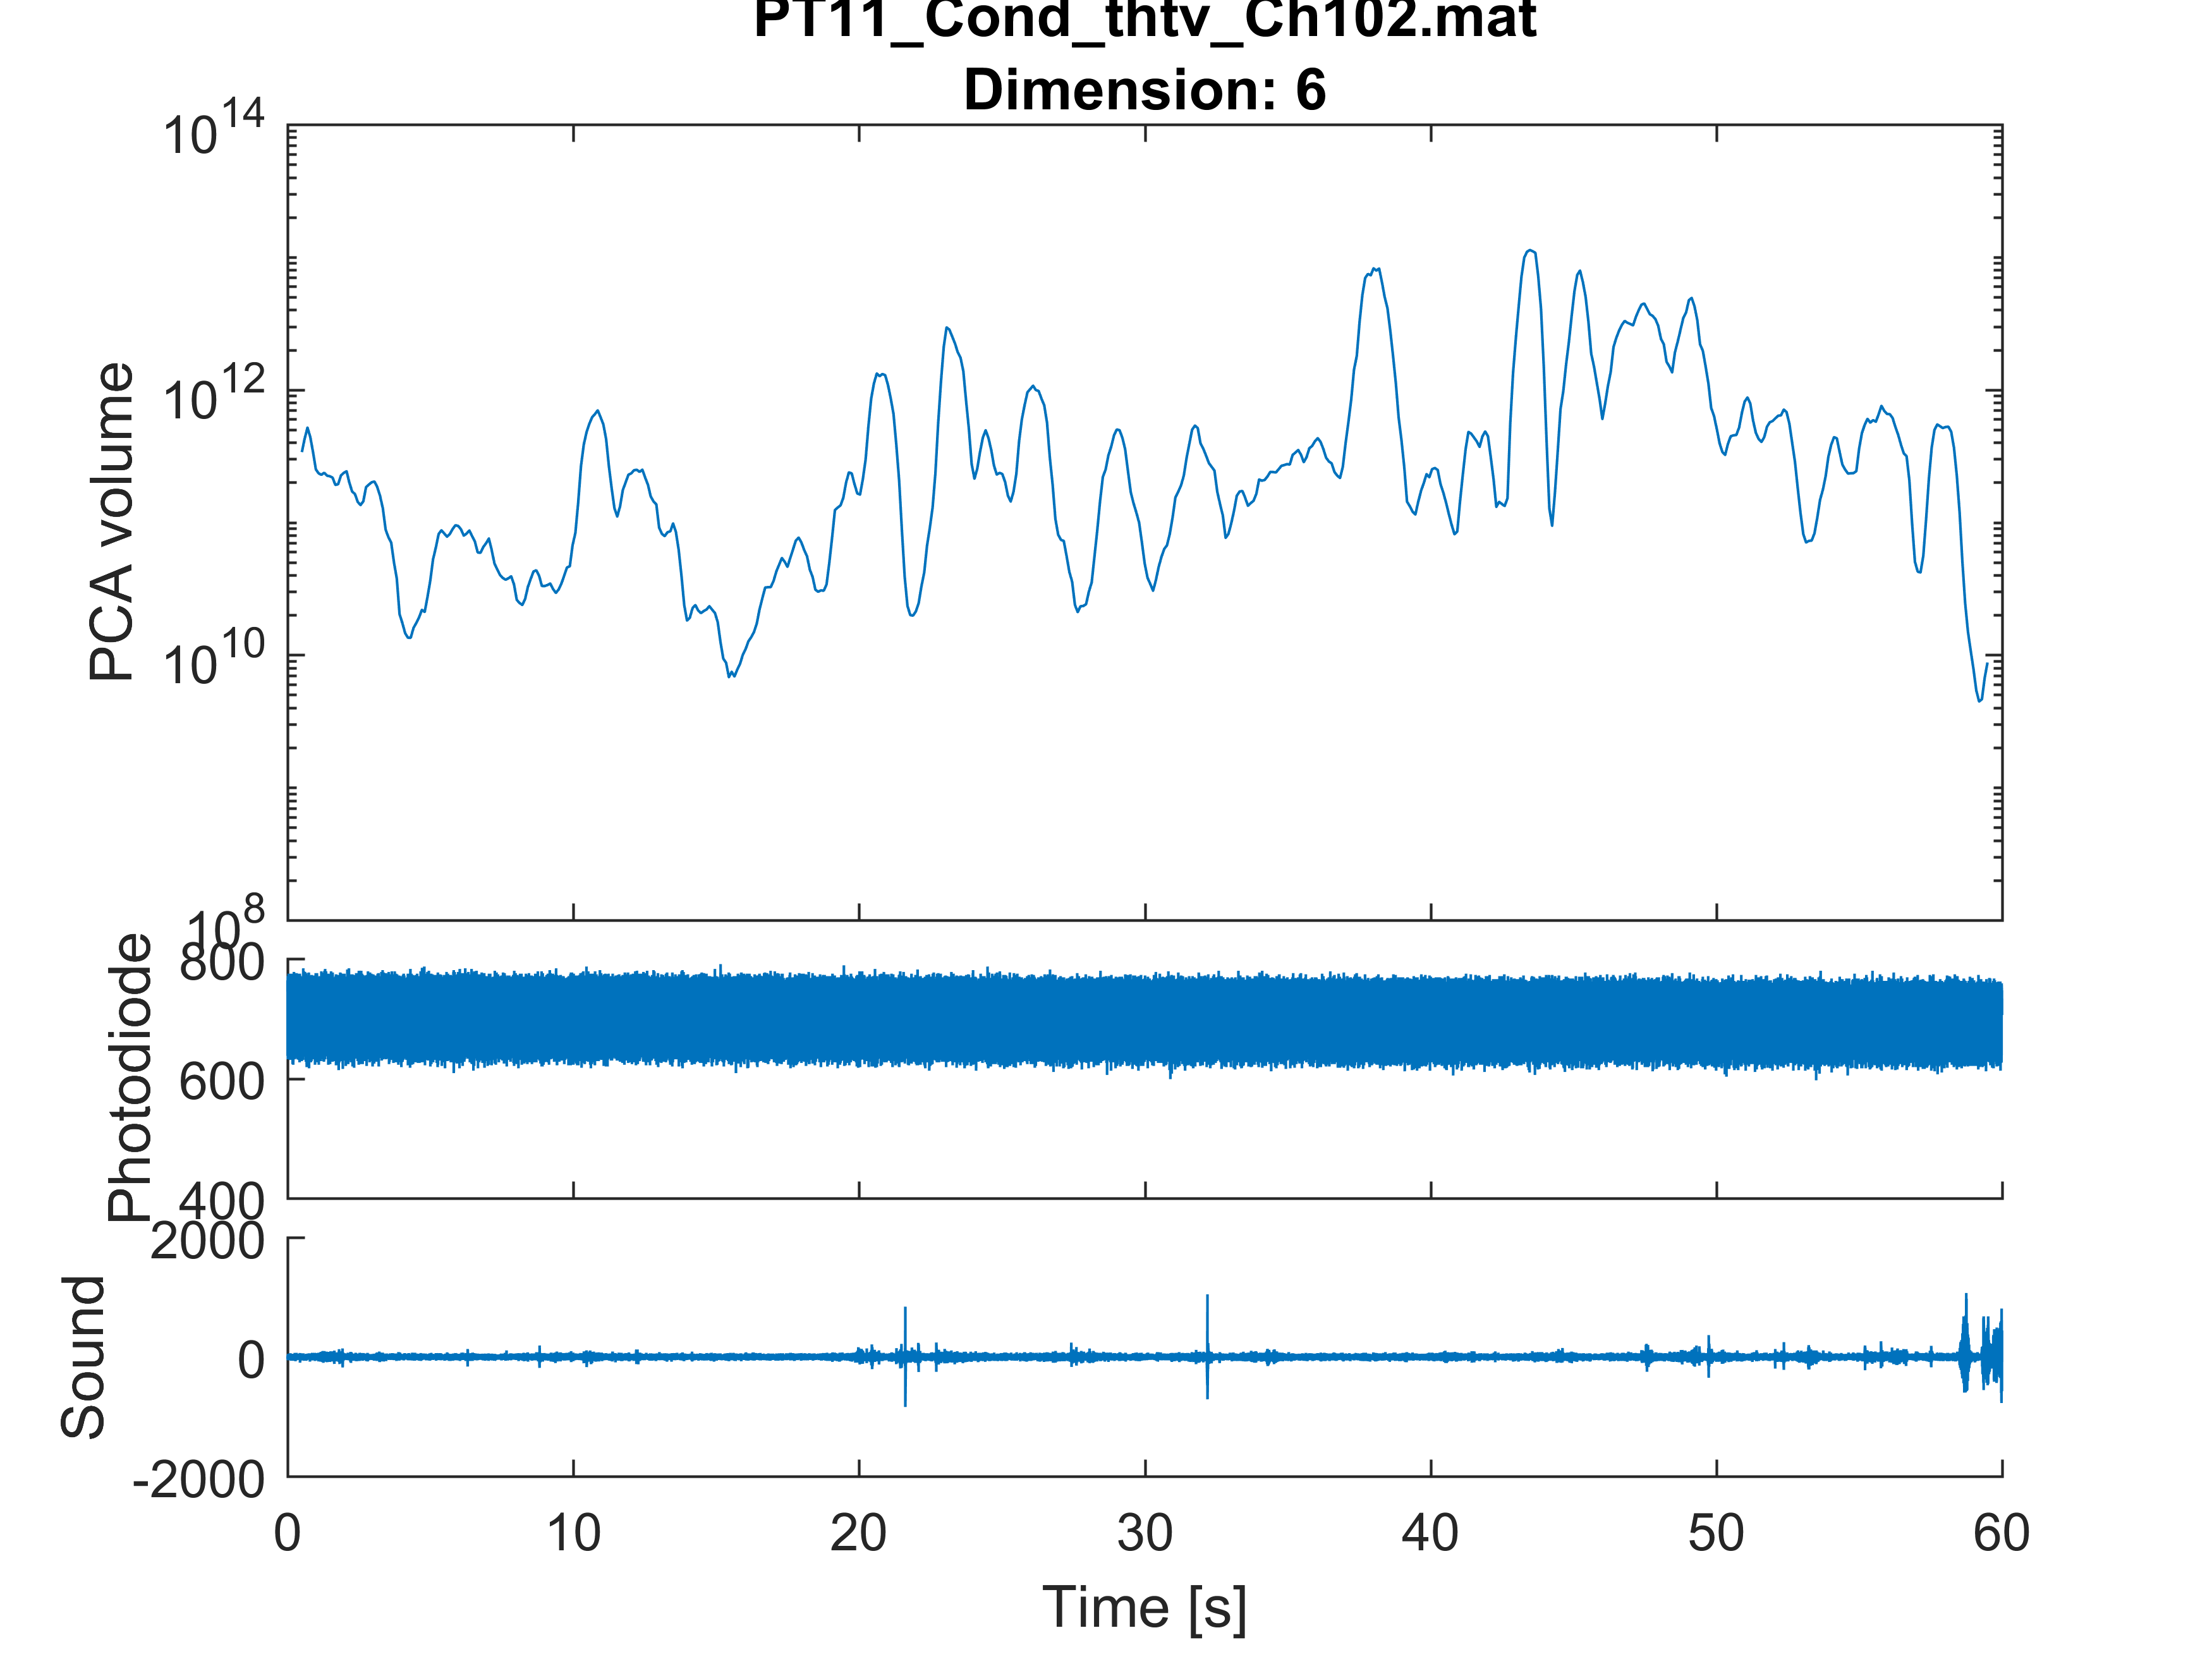 PT11_Cond_thtv_Ch102.mat
Dimension: 6
10^14
10^12
10^10
10^8
PCA volume
800
600
400
Photodiode
2000
0
-2000
Sound
0 10 20 30 40 50 60
Time [s]